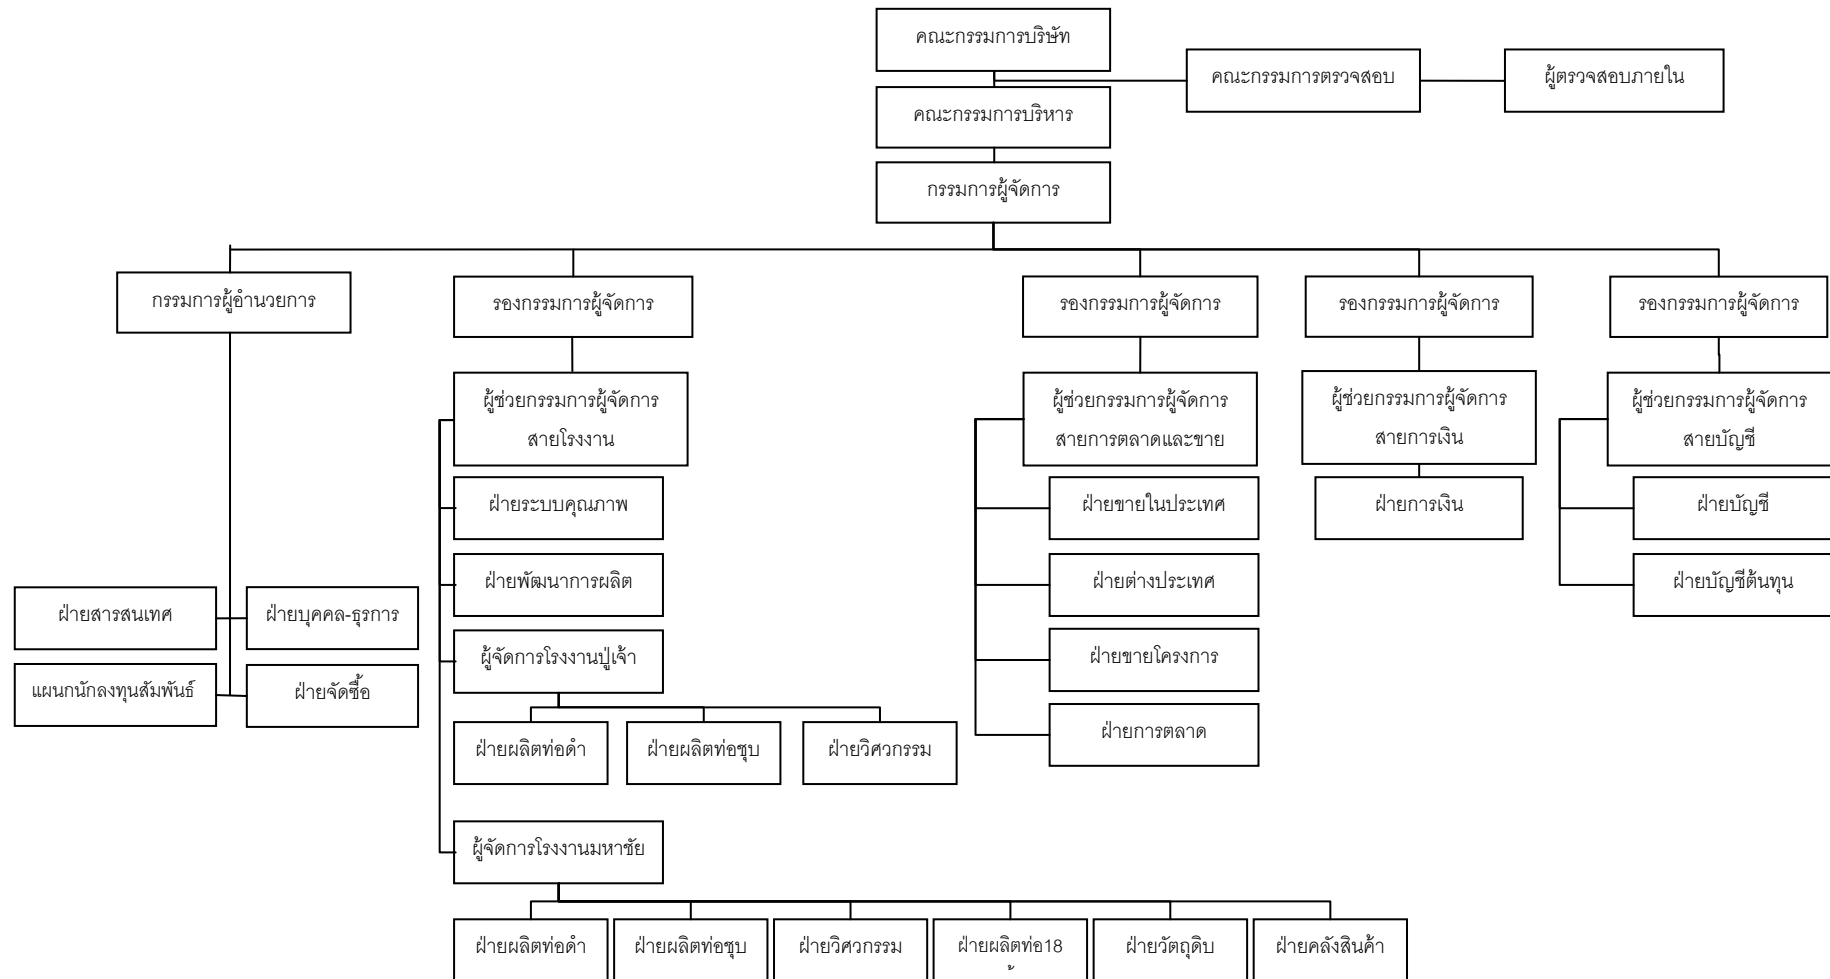 คณะกรรมการบริษัท
คณะกรรมการตรวจสอบ
ผู้ตรวจสอบภายใน
คณะกรรมการบริหาร
กรรมการผู้จัดการ
กรรมการผู้อำนวยการ
รองกรรมการผู้จัดการ
รองกรรมการผู้จัดการ
รองกรรมการผู้จัดการ
รองกรรมการผู้จัดการ
ผู้ช่วยกรรมการผู้จัดการ
สายโรงงาน
ผู้ช่วยกรรมการผู้จัดการ
สายการตลาดและขาย
ผู้ช่วยกรรมการผู้จัดการ
สายการเงิน
ผู้ช่วยกรรมการผู้จัดการ
สายบัญชี
ฝ่ายระบบคุณภาพ
ฝ่ายขายในประเทศ
ฝ่ายการเงิน
ฝ่ายบัญชี
ฝ่ายพัฒนาการผลิต
ฝ่ายต่างประเทศ
ฝ่ายบัญชีต้นทุน
ฝ่ายสารสนเทศ
ฝ่ายบุคคล-ธุรการ
ผู้จัดการโรงงานปู่เจ้า
ฝ่ายขายโครงการ
แผนกนักลงทุนสัมพันธ์
ฝ่ายจัดซื้อ
ฝ่ายการตลาด
ฝ่ายผลิตท่อดำ
ฝ่ายผลิตท่อชุบ
ฝ่ายวิศวกรรม
ผู้จัดการโรงงานมหาชัย
ฝ่ายผลิตท่อดำ
ฝ่ายผลิตท่อชุบ
ฝ่ายวิศวกรรม
ฝ่ายผลิตท่อ18
ฝ่ายวัตถุดิบ
ฝ่ายคลังสินค้า